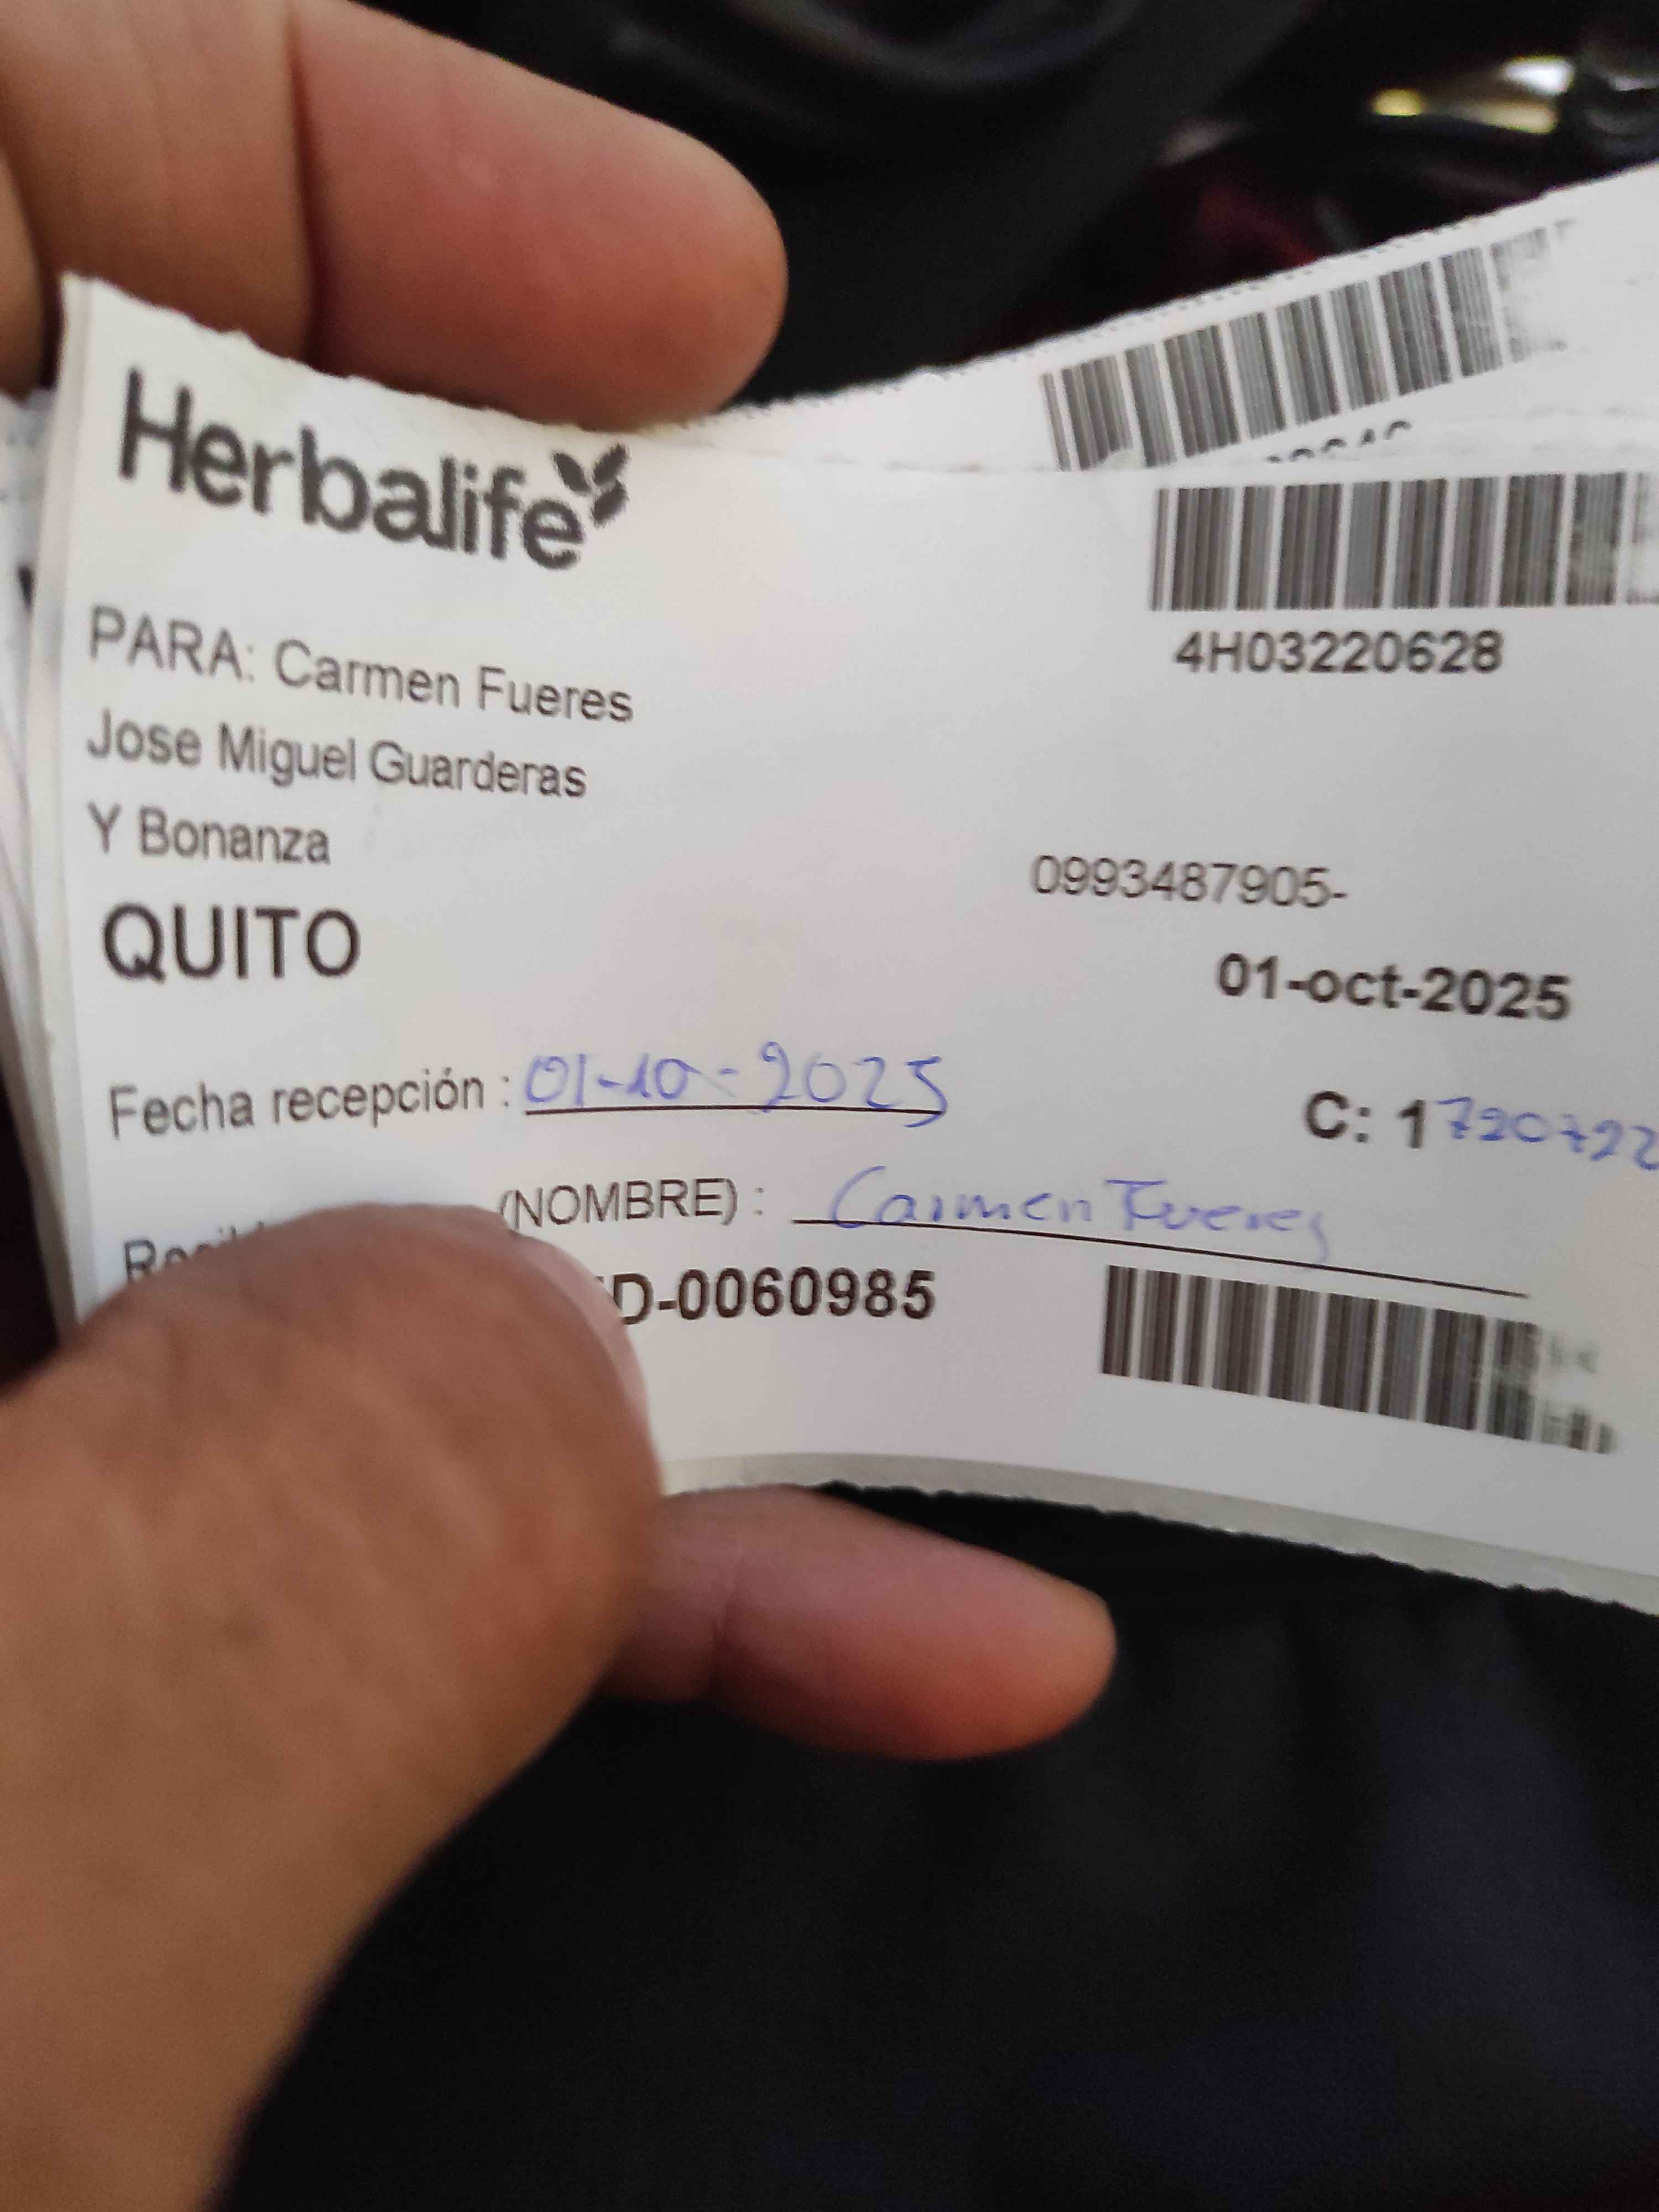 Herbalife
4H03220628
PARA: Carmen Fueres
Jose Miguel Guarderas
Y Bonanza
0993487905-
QUITO
01-oct-2025
Fecha recepción : 01-10-2025
C: 1720722
(NOMBRE) : Carmen Fueres
D-0060985